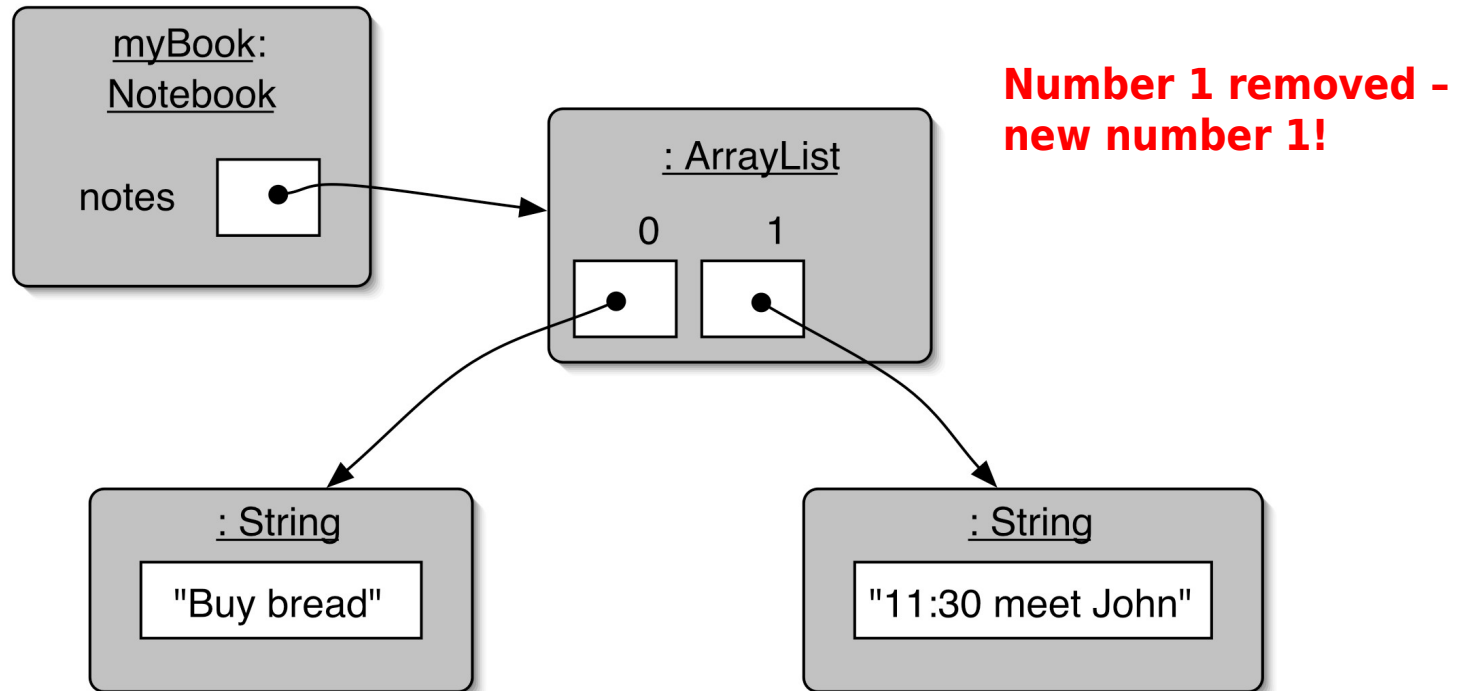 myBook:
Notebook
notes
Number 1 removed –
new number 1!
: ArrayList
0 1
: String
"Buy bread"
: String
"11:30 meet John"